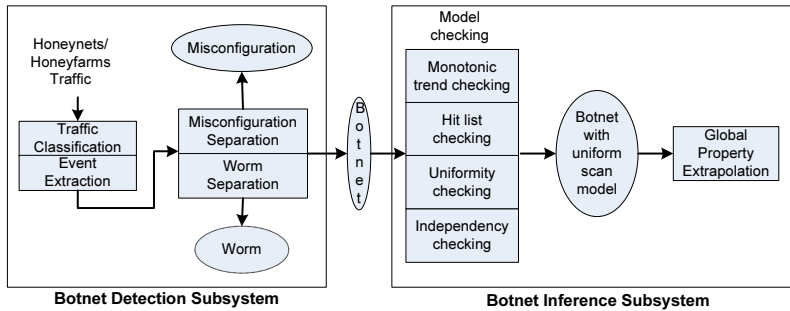 Honeynets/
Honeyfarms
Traffic
Traffic
Classification
Event
Extraction
Misconfiguration
Misconfiguration
Separation
Worm
Separation
Worm
Botnet
Model
checking
Monotonic
trend checking
Hit list
checking
Uniformity
checking
Independency
checking
Botnet
with
uniform
scan
model
Global
Property
Extrapolation
Botnet Detection Subsystem
Botnet Inference Subsystem